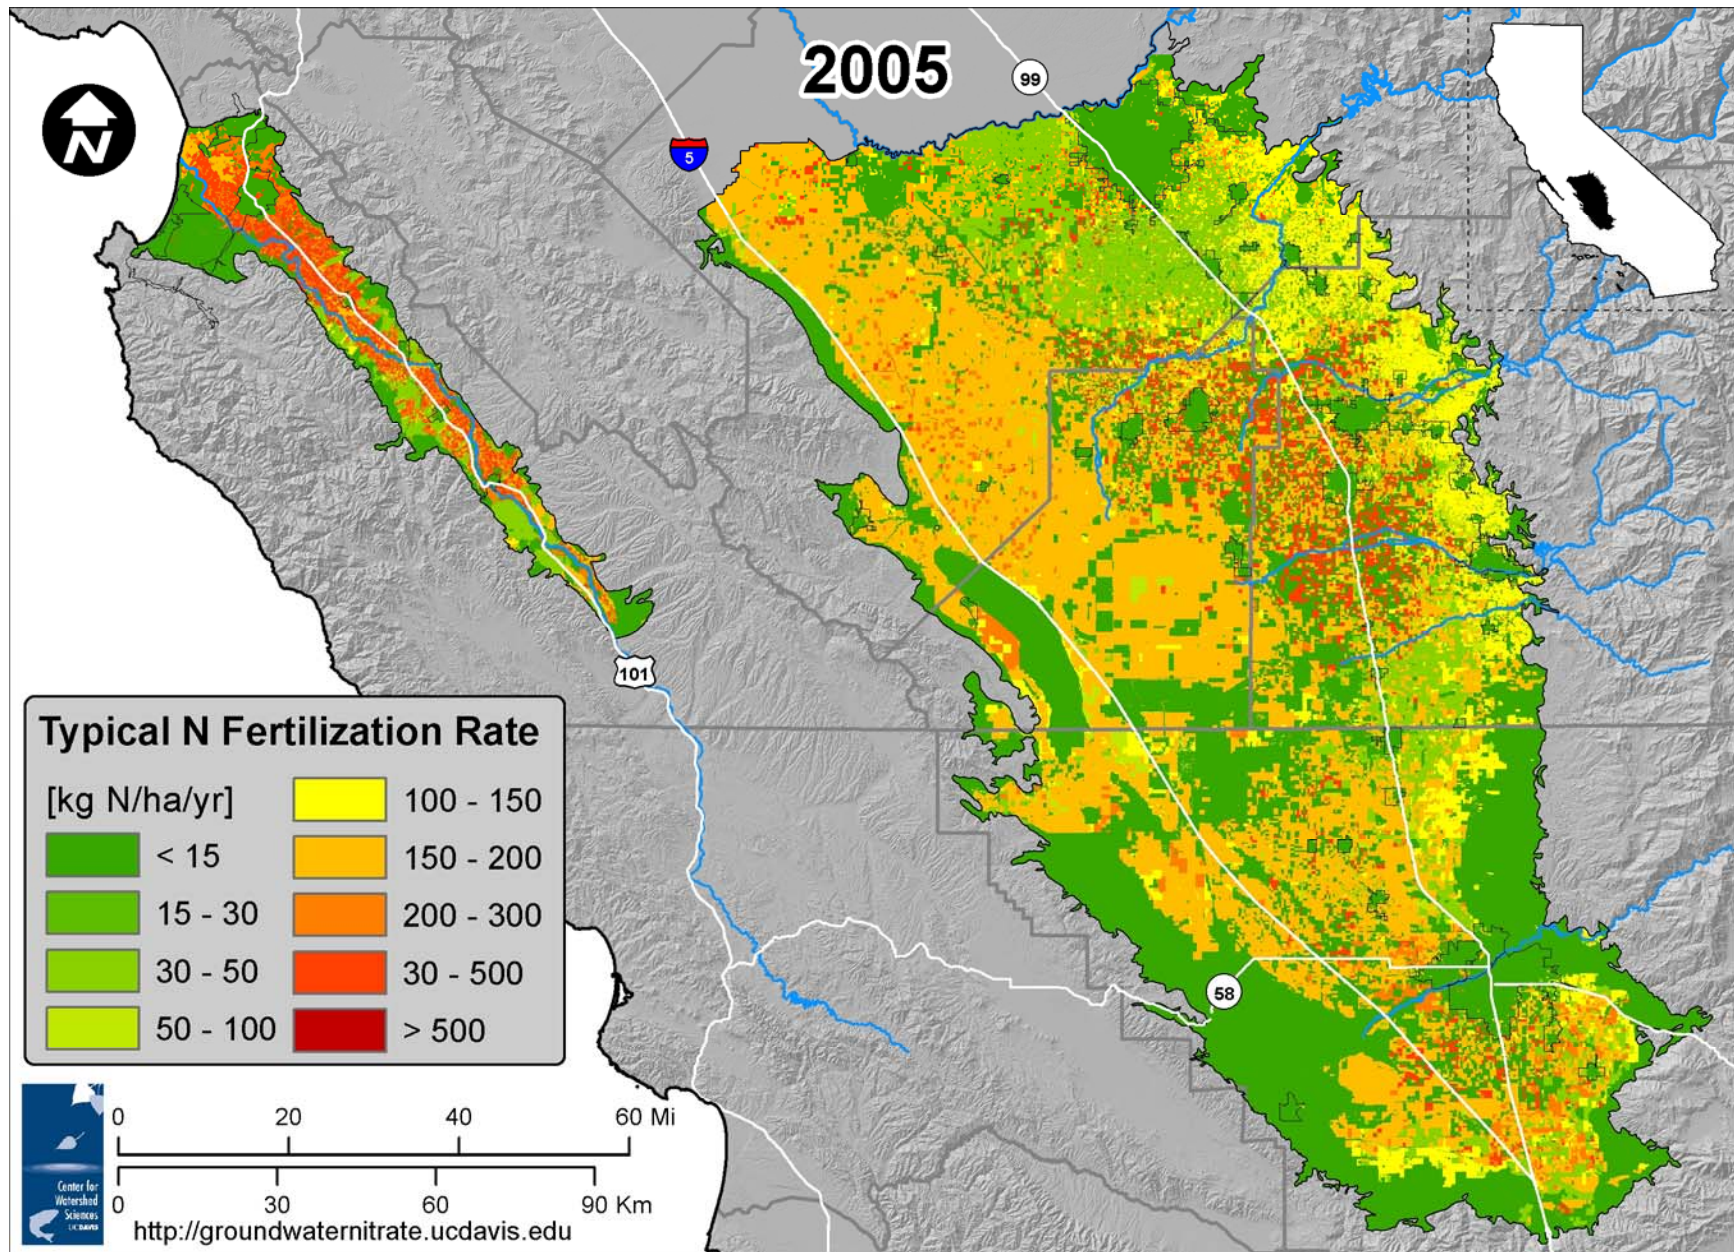 2005
99
5
N
101
Typical N Fertilization Rate
[kg N/ha/yr]
< 15
15 - 30
30 - 50
50 - 100
100 - 150
150 - 200
200 - 300
30 - 500
> 500
58
0 20 40 60 Mi
0 30 60 90 Km
Center for
Watershed
Sciences
UC DAVIS
http://groundwaternitrate.ucdavis.edu